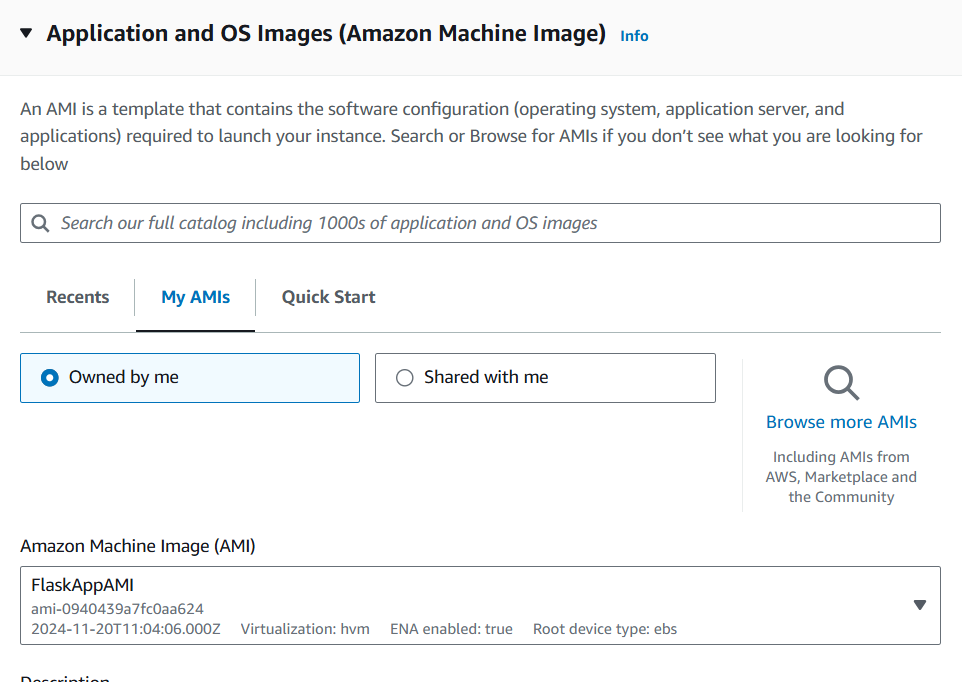 Application and OS Images (Amazon Machine Image) Info
An AMI is a template that contains the software configuration (operating system, application server, and
applications) required to launch your instance. Search or Browse for AMIs if you don’t see what you are looking for
below
Search our full catalog including 1000s of application and OS images
Recents My AMIs Quick Start
Owned by me Shared with me
Browse more AMIs
Including AMIs from
AWS, Marketplace and
the Community
Amazon Machine Image (AMI)
FlaskAppAMI
ami-0940439a7fc0aa624
2024-11-20T11:04:06.000Z Virtualization: hvm ENA enabled: true Root device type: ebs
Description